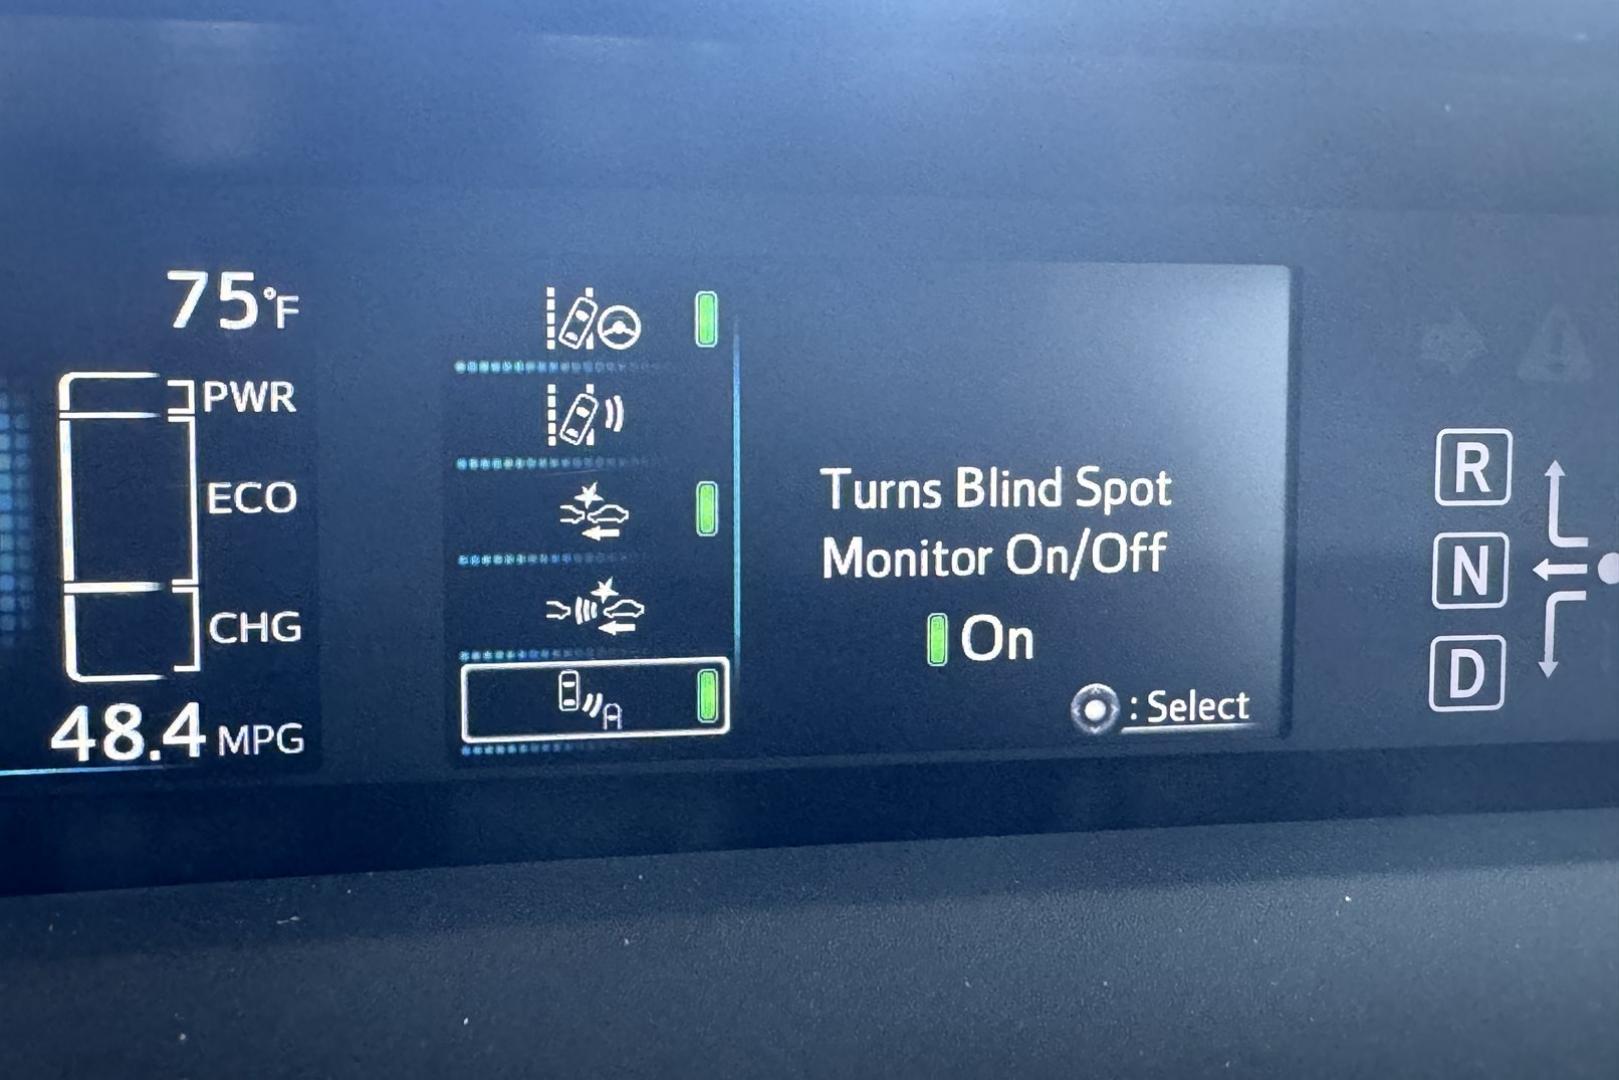 75°F
PWR
ECO
CHG
48.4 MPG
Turns Blind Spot
Monitor On/Off
On
: Select
R
N
D